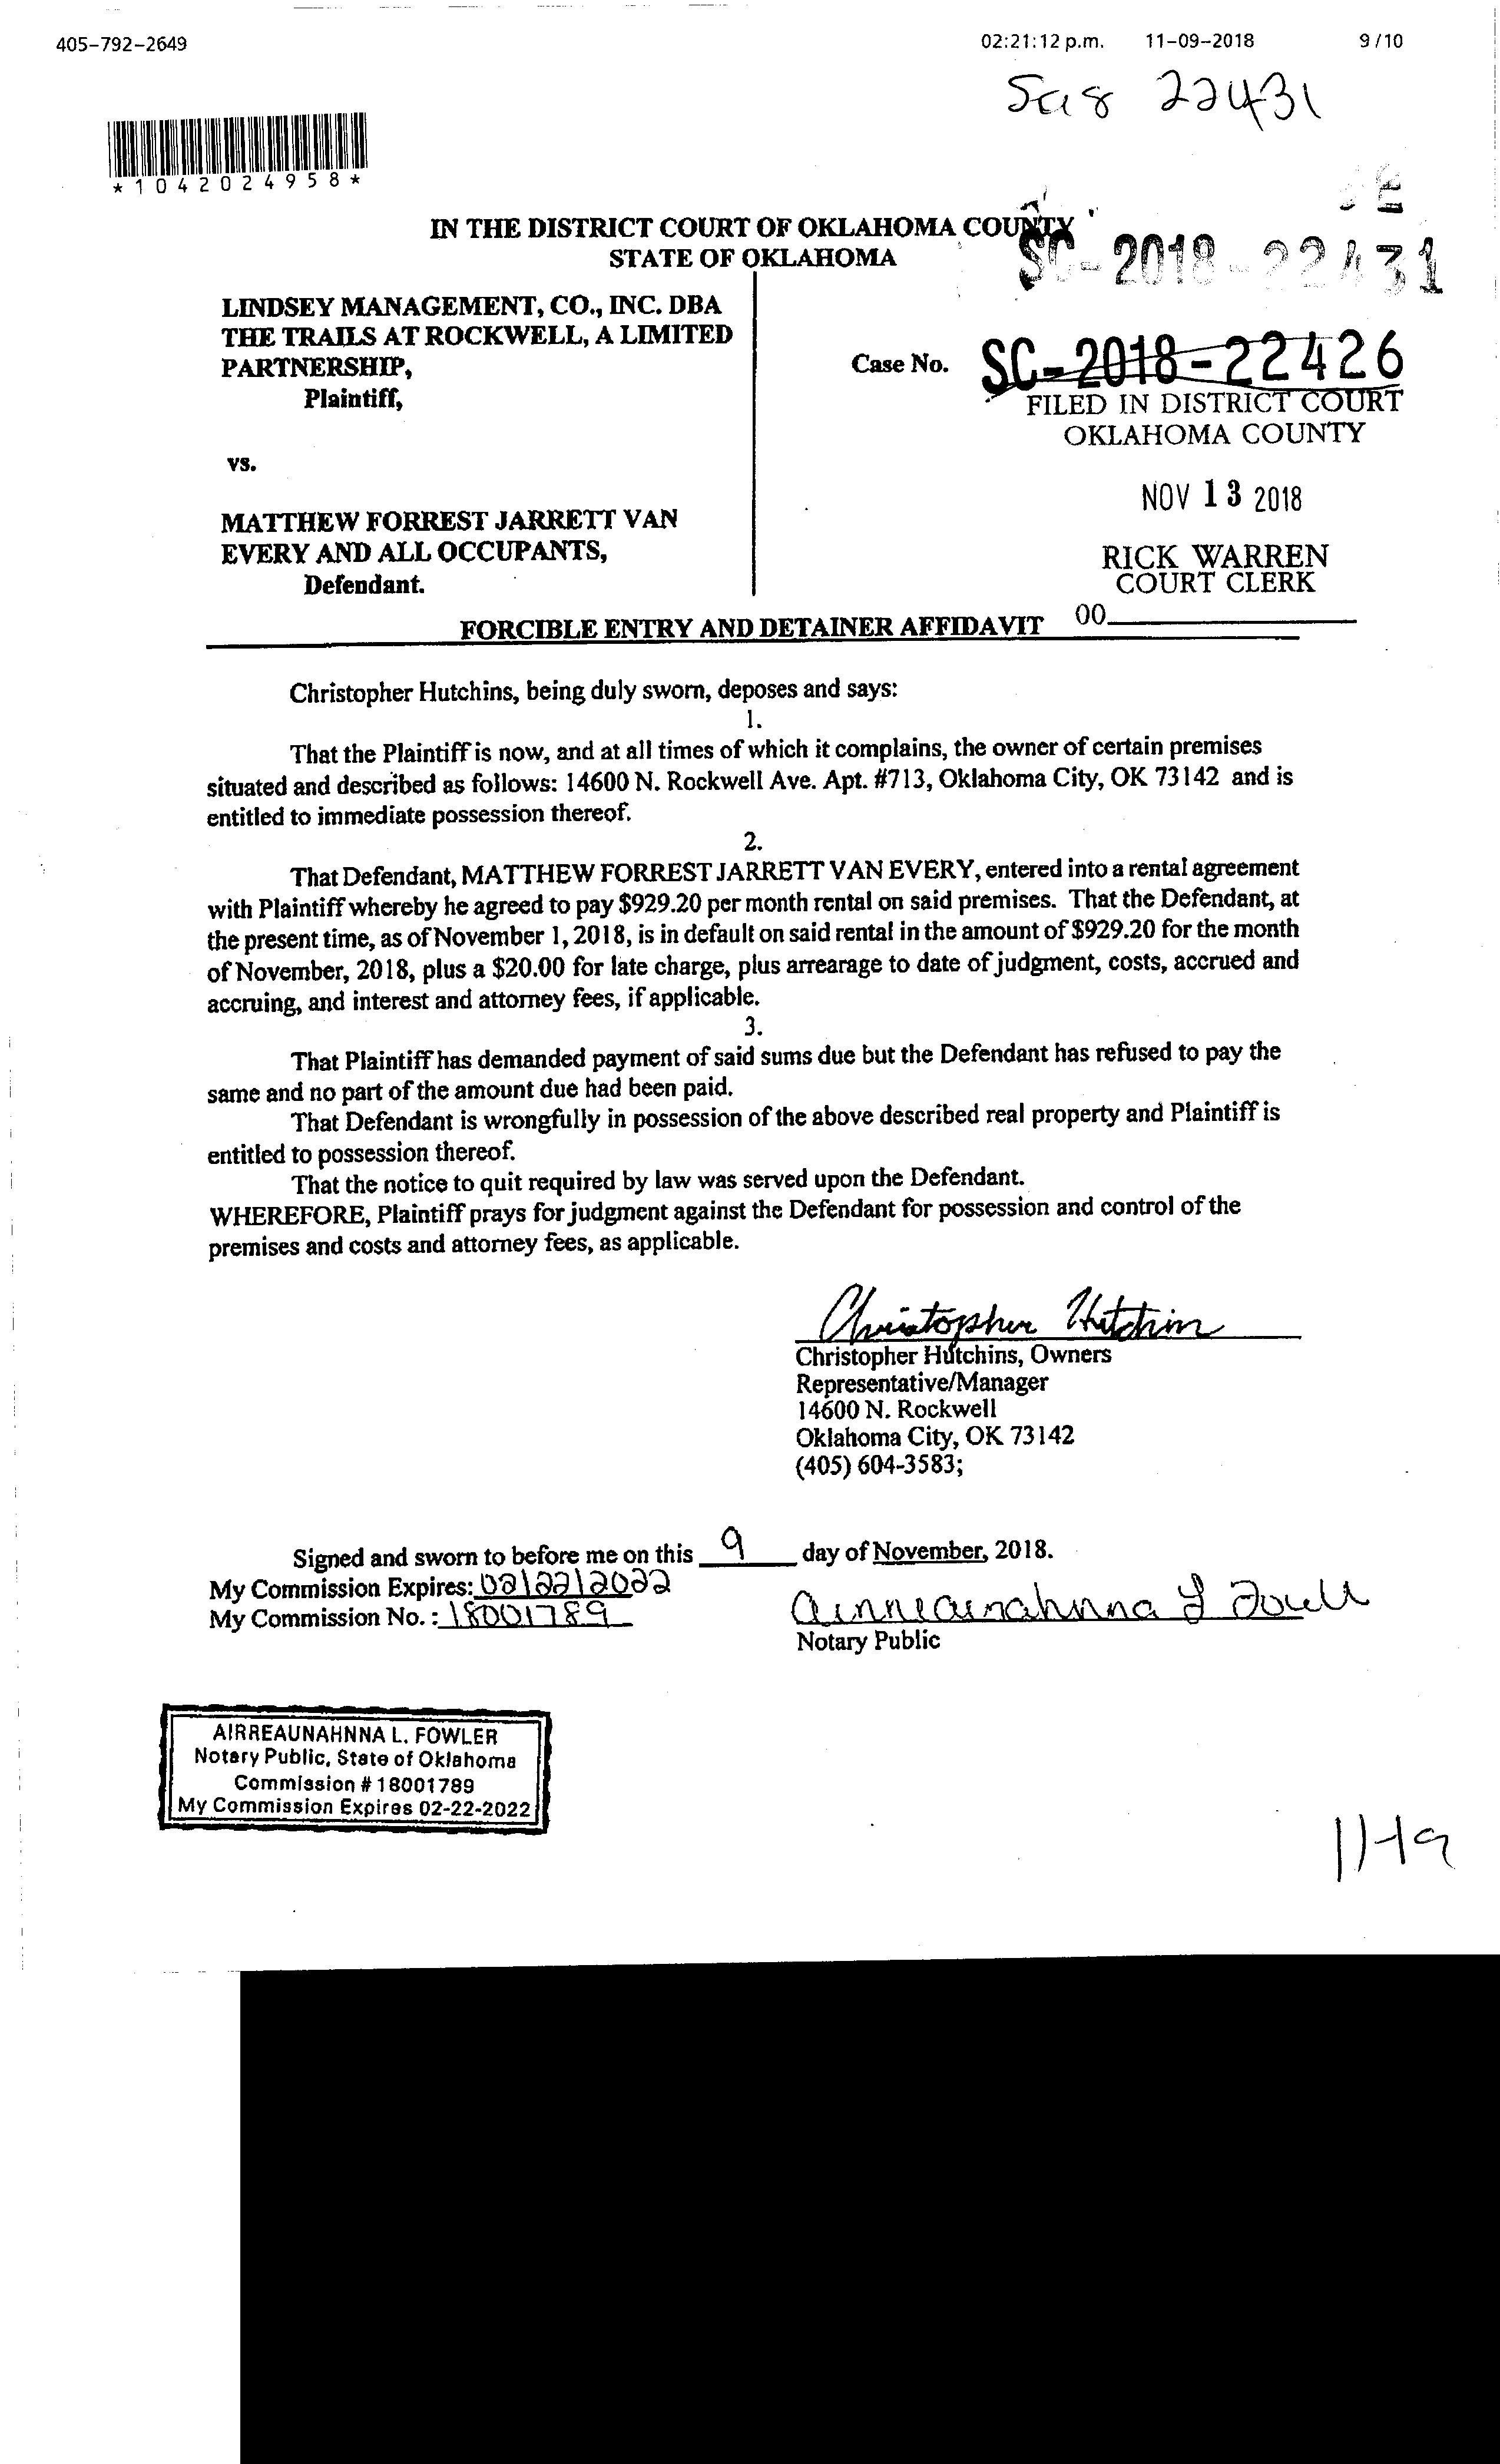 405-792-2649 02:21:12 p.m. 11-09-2018 9/10
22431
*1042024958*
IN THE DISTRICT COURT OF OKLAHOMA COUNTY
STATE OF OKLAHOMA
SC-2018-22431
LINDSEY MANAGEMENT, CO., INC. DBA
THE TRAILS AT ROCKWELL, A LIMITED
PARTNERSHIP,
Plaintiff,
Case No. SC-2018-22426
FILED IN DISTRICT COURT
OKLAHOMA COUNTY
vs.
NOV 13 2018
MATTHEW FORREST JARRETT VAN
EVERY AND ALL OCCUPANTS,
Defendant.
RICK WARREN
COURT CLERK
00
FORCIBLE ENTRY AND DETAINER AFFIDAVIT
Christopher Hutchins, being duly sworn, deposes and says:
1.
That the Plaintiff is now, and at all times of which it complains, the owner of certain premises
situated and described as follows: 14600 N. Rockwell Ave. Apt. #713, Oklahoma City, OK 73142 and is
entitled to immediate possession thereof.
2.
That Defendant, MATTHEW FORREST JARRETT VAN EVERY, entered into a rental agreement
with Plaintiff whereby he agreed to pay $929.20 per month rental on said premises. That the Defendant, at
the present time, as of November 1, 2018, is in default on said rental in the amount of $929.20 for the month
of November, 2018, plus a $20.00 for late charge, plus arrearage to date of judgment, costs, accrued and
accruing, and interest and attorney fees, if applicable.
3.
That Plaintiff has demanded payment of said sums due but the Defendant has refused to pay the
same and no part of the amount due had been paid.
That Defendant is wrongfully in possession of the above described real property and Plaintiff is
entitled to possession thereof.
That the notice to quit required by law was served upon the Defendant.
WHEREFORE, Plaintiff prays for judgment against the Defendant for possession and control of the
premises and costs and attorney fees, as applicable.
Christopher Hutchins
Christopher Hutchins, Owners
Representative/Manager
14600 N. Rockwell
Oklahoma City, OK 73142
(405) 604-3583;
Signed and sworn to before me on this 9 day of November, 2018.
My Commission Expires: 02/22/2022
My Commission No. : 18001789
Notary Public
AIRREAUNAHNNA L. FOWLER
Notary Public, State of Oklahoma
Commission # 18001789
My Commission Expires 02-22-2022